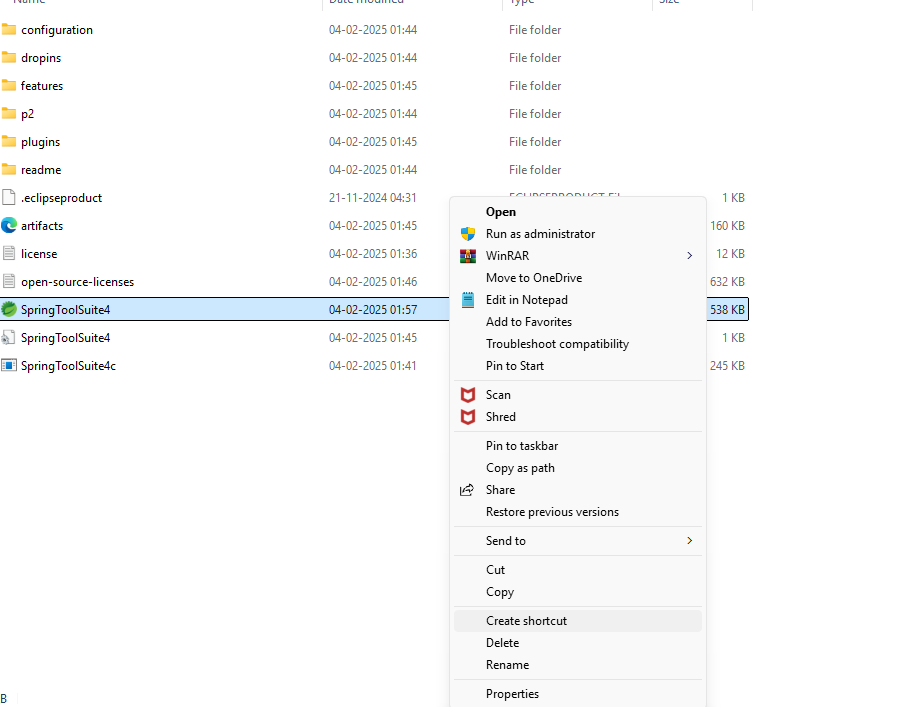 Name Date modified Type Size
configuration 04-02-2025 01:44 File folder
dropins 04-02-2025 01:44 File folder
features 04-02-2025 01:45 File folder
p2 04-02-2025 01:44 File folder
plugins 04-02-2025 01:45 File folder
readme 04-02-2025 01:44 File folder
.eclipseproduct 21-11-2024 04:31 ECLIPSEPRODUCT Fil 1 KB
artifacts 04-02-2025 01:45 160 KB
license 04-02-2025 01:36 12 KB
open-source-licenses 04-02-2025 01:46 632 KB
SpringToolSuite4 04-02-2025 01:57 538 KB
SpringToolSuite4 04-02-2025 01:45 1 KB
SpringToolSuite4c 04-02-2025 01:41 245 KB
Open
Run as administrator
WinRAR
Move to OneDrive
Edit in Notepad
Add to Favorites
Troubleshoot compatibility
Pin to Start
Scan
Shred
Pin to taskbar
Copy as path
Share
Restore previous versions
Send to
Cut
Copy
Create shortcut
Delete
Rename
Properties
B